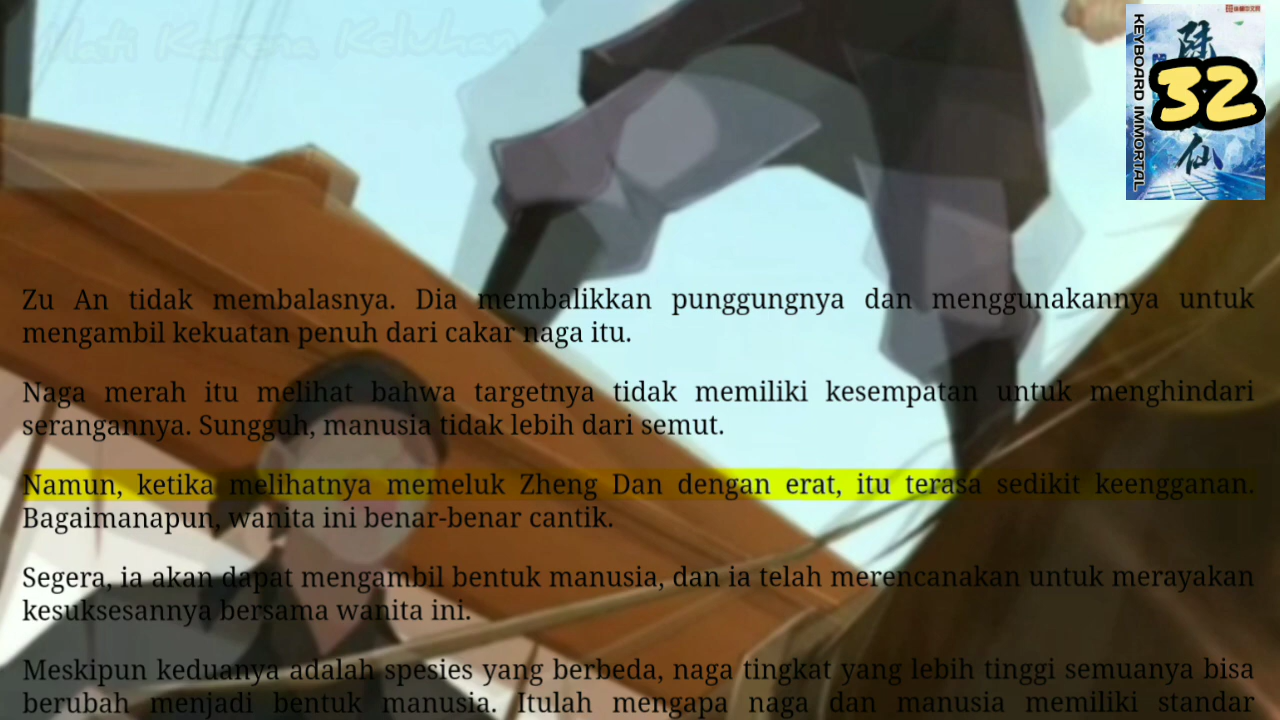 Mati Karena
KEYBOARD IMMORTAL
陸
32
仙
Zu An tidak membalasnya. Dia membalikkan punggungnya dan menggunakannya untuk
mengambil kekuatan penuh dari cakar naga itu.
Naga merah itu melihat bahwa targetnya tidak memiliki kesempatan untuk menghindari
serangannya. Sungguh, manusia tidak lebih dari semut.
Namun, ketika melihatnya memeluk Zheng Dan dengan erat, itu terasa sedikit keengganan.
Bagaimanapun, wanita ini benar-benar cantik.
Segera, ia akan dapat mengambil bentuk manusia, dan ia telah merencanakan untuk merayakan
kesuksesannya bersama wanita ini.
Meskipun keduanya adalah spesies yang berbeda, naga tingkat yang lebih tinggi semuanya bisa
berubah menjadi bentuk manusia. Itulah mengapa naga dan manusia memiliki standar